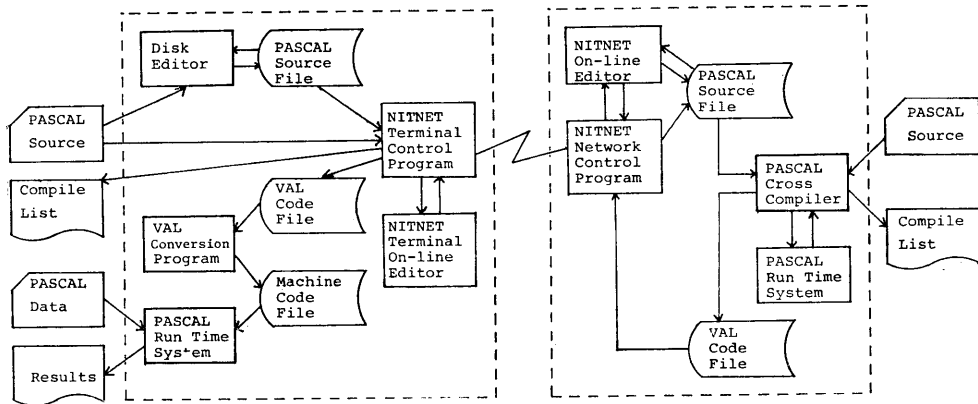 Disk
Editor
PASCAL
Source
File
PASCAL
Source
NITNET
Terminal
Control
Program
Compile
List
VAL
Code
File
VAL
Conversion
Program
NITNET
Terminal
On-line
Editor
PASCAL
Data
Machine
Code
File
PASCAL
Run Time
System
Results
NITNET
On-line
Editor
PASCAL
Source
File
NITNET
Network
Control
Program
PASCAL
Source
PASCAL
Cross
Compiler
Compile
List
PASCAL
Run Time
System
VAL
Code
File